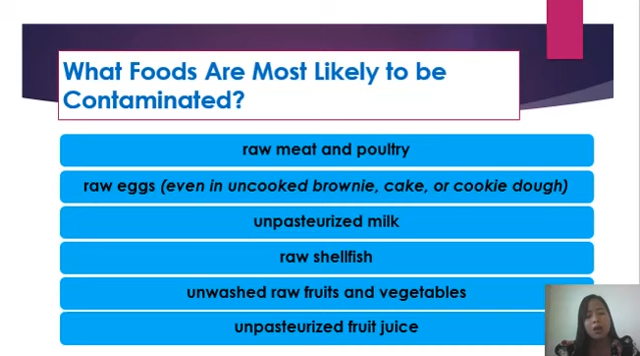 What Foods Are Most Likely to be
Contaminated?
raw meat and poultry
raw eggs (even in uncooked brownie, cake, or cookie dough)
unpasteurized milk
raw shellfish
unwashed raw fruits and vegetables
unpasteurized fruit juice